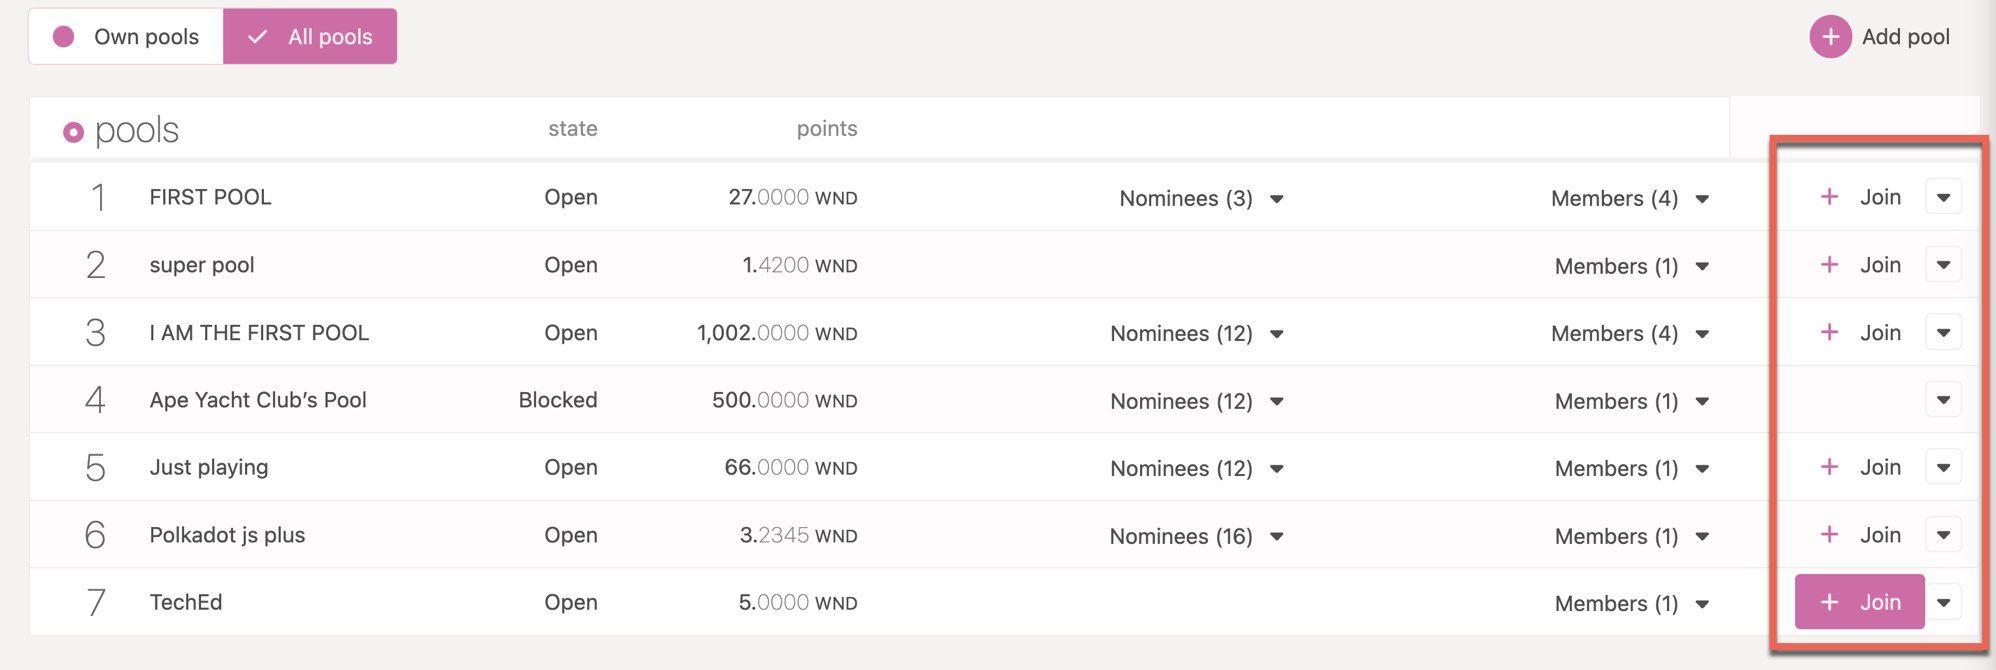 Own pools All pools Add pool
pools state points
1 FIRST POOL Open 27.0000 WND Nominees (3) Members (4) + Join
2 super pool Open 1.4200 WND Members (1) + Join
3 I AM THE FIRST POOL Open 1,002.0000 WND Nominees (12) Members (4) + Join
4 Ape Yacht Club’s Pool Blocked 500.0000 WND Nominees (12) Members (1)
5 Just playing Open 66.0000 WND Nominees (12) Members (1) + Join
6 Polkadot js plus Open 3.2345 WND Nominees (16) Members (1) + Join
7 TechEd Open 5.0000 WND Members (1) + Join